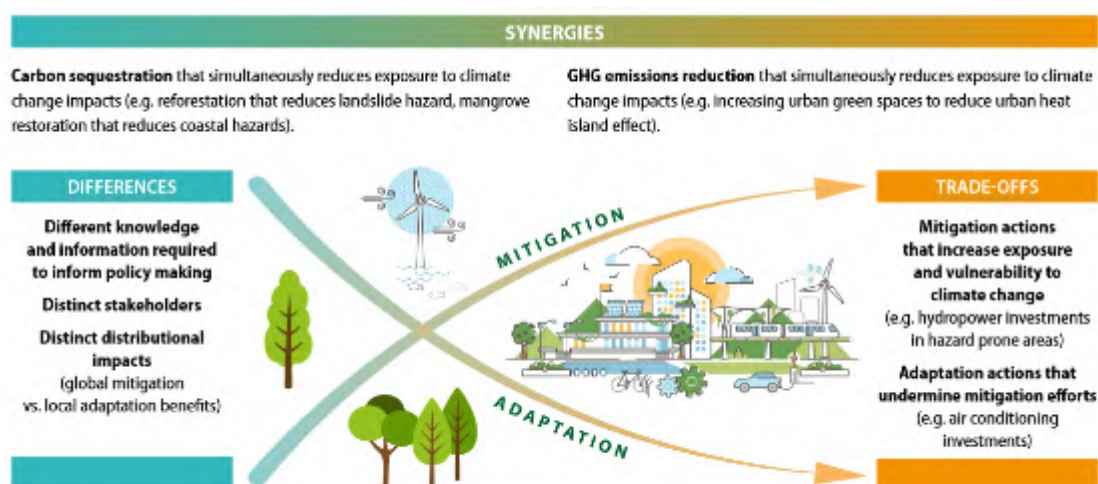 SYNERGIES
Carbon sequestration that simultaneously reduces exposure to climate
change impacts (e.g. reforestation that reduces landslide hazard, mangrove
restoration that reduces coastal hazards).
GHG emissions reduction that simultaneously reduces exposure to climate
change impacts (e.g. increasing urban green spaces to reduce urban heat
island effect).
DIFFERENCES
Different knowledge
and information required
to inform policy making
Distinct stakeholders
Distinct distributional
impacts
(global mitigation
vs. local adaptation benefits)
MITIGATION
ADAPTATION
TRADE-OFFS
Mitigation actions
that increase exposure
and vulnerability to
climate change
(e.g. hydropower investments
in hazard prone areas)
Adaptation actions that
undermine mitigation efforts
(e.g. air conditioning
investments)